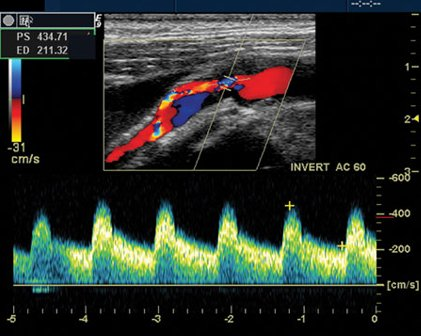 --:--:--
PS 434.71
ED 211.32
-31
cm/s
1
2
3
INVERT AC 60
-600
-400
-200
[cm/s]
-5
-4
-3
-2
-1
0